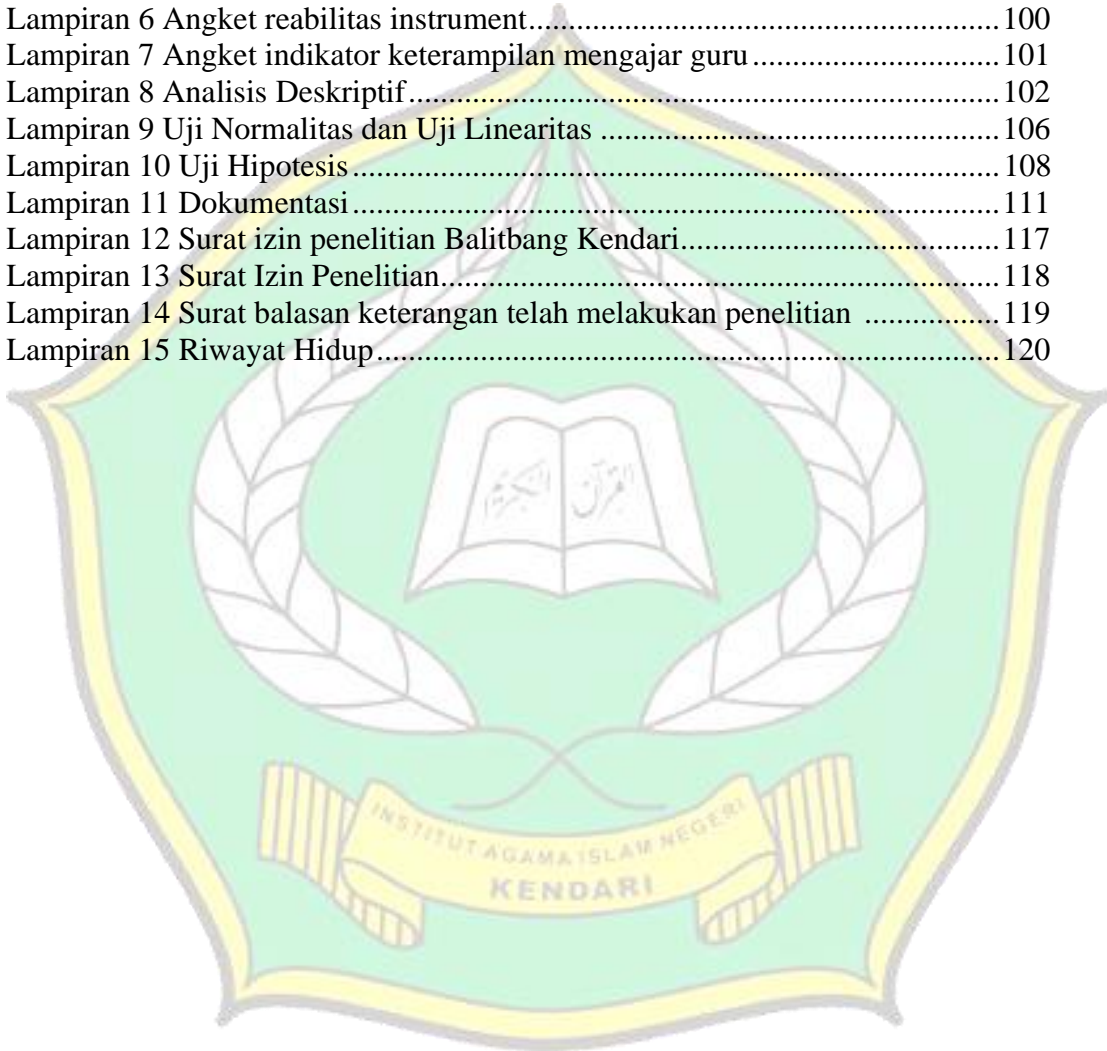 Lampiran 6 Angket reabilitas instrument....................................................................100
Lampiran 7 Angket indikator keterampilan mengajar guru.................................101
Lampiran 8 Analisis Deskriptif..............................................................................102
Lampiran 9 Uji Normalitas dan Uji Linearitas .....................................................106
Lampiran 10 Uji Hipotesis......................................................................................108
Lampiran 11 Dokumentasi......................................................................................111
Lampiran 12 Surat izin penelitian Balitbang Kendari...........................................117
Lampiran 13 Surat Izin Penelitian..........................................................................118
Lampiran 14 Surat balasan keterangan telah melakukan penelitian ..................119
Lampiran 15 Riwayat Hidup...................................................................................120
القرآن الكريم
INSTITUT AGAMA ISLAM NEGERI
KENDARI